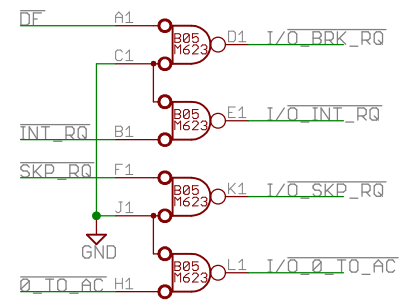 DF A1
B05
M623
D1 I/O_BRK_RQ
C1
B05
M623
E1 I/O_INT_RQ
INT_RQ B1
SKP_RQ F1
B05
M623
K1 I/O_SKP_RQ
J1
GND
B05
M623
L1 I/O_0_TO_AC
0_TO_AC H1